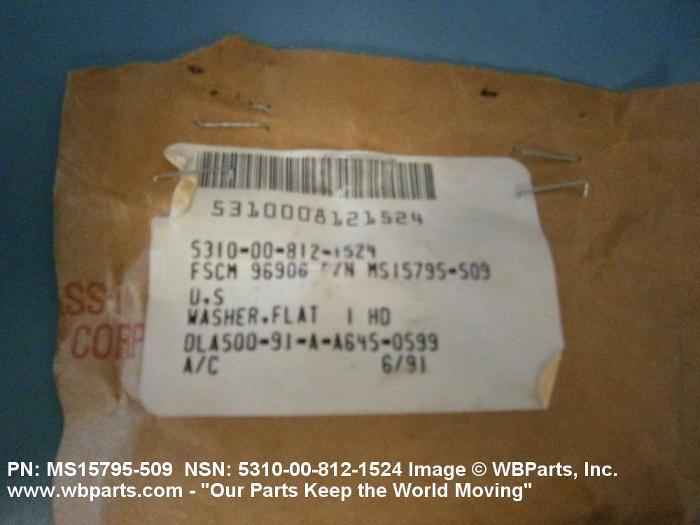 5310008121524
5310-00-812-1524
FSCM 96906 P/N MS15795-509
U.S
WASHER,FLAT 1 HD
DLA500-91-A-A645-0599
A/C 6/91
CORP
PN: MS15795-509 NSN: 5310-00-812-1524 Image © WBParts, Inc.
www.wbparts.com - "Our Parts Keep the World Moving"